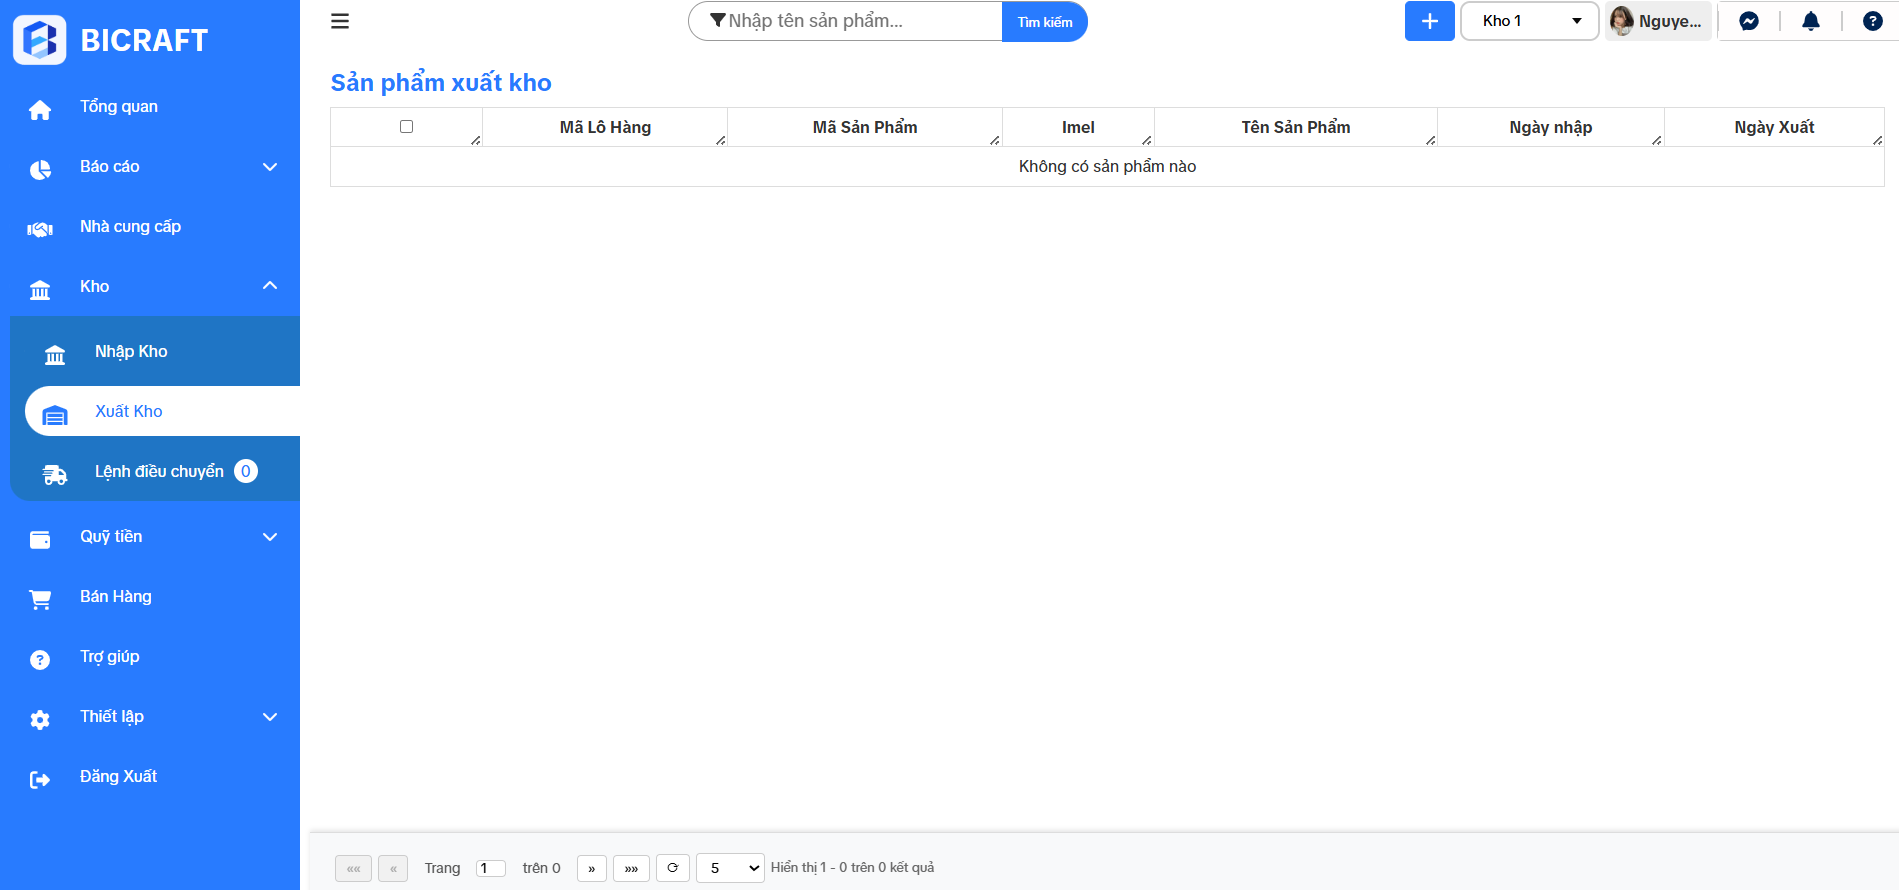 BICRAFT
Tổng quan
Báo cáo
Nhà cung cấp
Kho
Nhập Kho
Xuất Kho
Lệnh điều chuyển 0
Quỹ tiền
Bán Hàng
Trợ giúp
Thiết lập
Đăng Xuất
Nhập tên sản phẩm... Tìm kiếm
+ Kho 1 Nguye...
Sản phẩm xuất kho
Mã Lô Hàng Mã Sản Phẩm Imel Tên Sản Phẩm Ngày nhập Ngày Xuất
Không có sản phẩm nào
«« « Trang 1 trên 0 » »» 5 Hiển thị 1 - 0 trên 0 kết quả